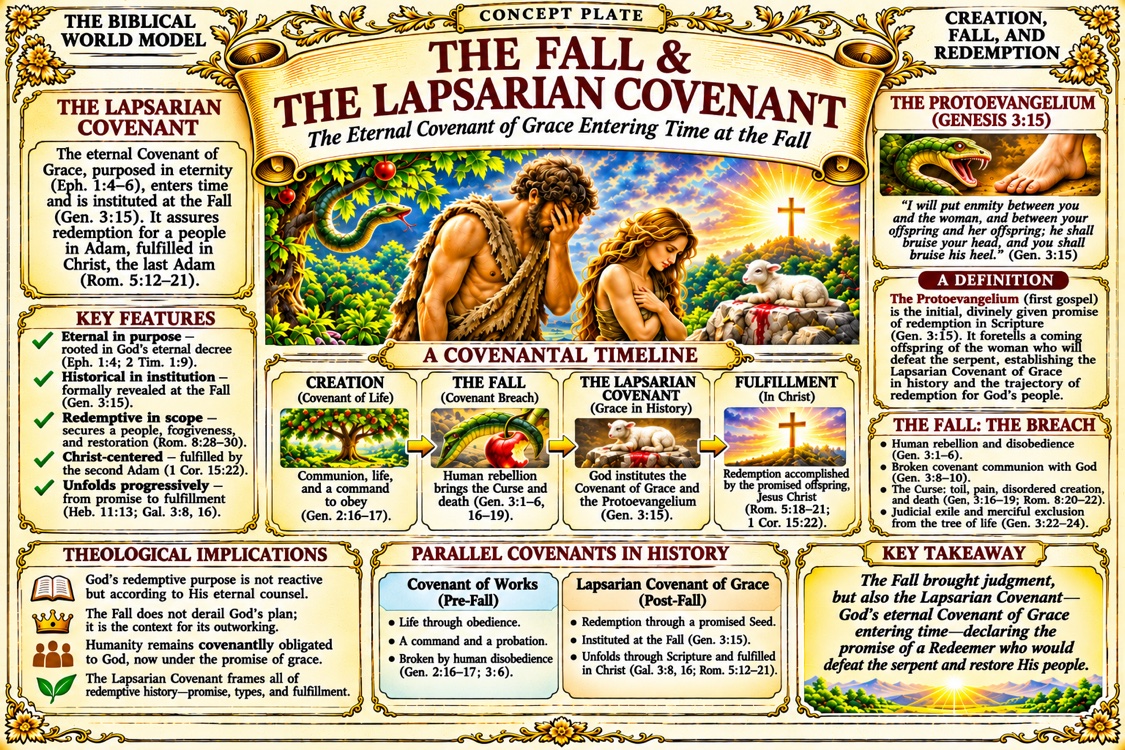 THE BIBLICAL
WORLD MODEL
CONCEPT PLATE
CREATION,
FALL, AND
REDEMPTION
THE FALL &
THE LAPSARIAN COVENANT
The Eternal Covenant of Grace Entering Time at the Fall
THE LAPSARIAN
COVENANT
The eternal Covenant of
Grace, purposed in eternity
(Eph. 1:4–6), enters time
and is instituted at the Fall
(Gen. 3:15). It assures
redemption for a people
in Adam, fulfilled in
Christ, the last Adam
(Rom. 5:12–21).
KEY FEATURES
Eternal in purpose –
rooted in God's eternal decree
(Eph. 1:4; 2 Tim. 1:9).
Historical in institution –
formally revealed at the Fall
(Gen. 3:15).
Redemptive in scope –
secures a people, forgiveness,
and restoration (Rom. 8:28–30).
Christ-centered – fulfilled by
the second Adam (1 Cor. 15:22).
Unfolds progressively –
from promise to fulfillment
(Heb. 11:13; Gal. 3:8, 16).
A COVENANTAL TIMELINE
CREATION
(Covenant of Life)
Communion, life,
and a command
to obey
(Gen. 2:16–17).
THE FALL
(Covenant Breach)
Human rebellion
brings the Curse and
death (Gen. 3:1–6,
16–19).
THE LAPSARIAN
COVENANT
(Grace in History)
God institutes the
Covenant of Grace and
the Protoevangelium
(Gen. 3:15).
FULFILLMENT
(In Christ)
Redemption accomplished
by the promised offspring,
Jesus Christ
(Rom. 5:18–21;
1 Cor. 15:22).
THE PROTOEVANGELIUM
(GENESIS 3:15)
"I will put enmity between you
and the woman, and between your
offspring and her offspring; he shall
bruise your head, and you shall
bruise his heel." (Gen. 3:15)
A DEFINITION
The Protoevangelium (first gospel)
is the initial, divinely given promise
of redemption in Scripture
(Gen. 3:15). It foretells a coming
offspring of the woman who will
defeat the serpent, establishing the
Lapsarian Covenant of Grace
in history and the trajectory of
redemption for God's people.
THE FALL: THE BREACH
• Human rebellion and disobedience
(Gen. 3:1–6).
• Broken covenant communion with God
(Gen. 3:8–10).
• The Curse: toil, pain, disordered creation,
and death (Gen, 3:16–19; Rom. 8:20–22).
• Judicial exile and merciful exclusion
from the tree of life (Gen. 3:22–24).
THEOLOGICAL IMPLICATIONS
God's redemptive purpose is not reactive
but according to His eternal counsel.
The Fall does not derail God's plan;
it is the context for its outworking.
Humanity remains covenantly obligated
to God, now under the promise of grace.
The Lapsarian Covenant frames all of
redemptive history—promise, types, and fulfillment.
PARALLEL COVENANTS IN HISTORY
Covenant of Works
(Pre-Fall)
• Life through obedience.
• A command and a probation.
• Broken by human disobedience
(Gen. 2:16–17; 3:6).
Lapsarian Covenant of Grace
(Post-Fall)
• Redemption through a promised Seed.
• Instituted at the Fall (Gen. 3:15).
• Unfolds through Scripture and fulfilled
in Christ (Gal. 3:8, 16; Rom. 5:12–21).
KEY TAKEAWAY
The Fall brought judgment,
but also the Lapsarian Covenant—
God's eternal Covenant of Grace
entering time—declaring the
promise of a Redeemer who would
defeat the serpent and restore His people.